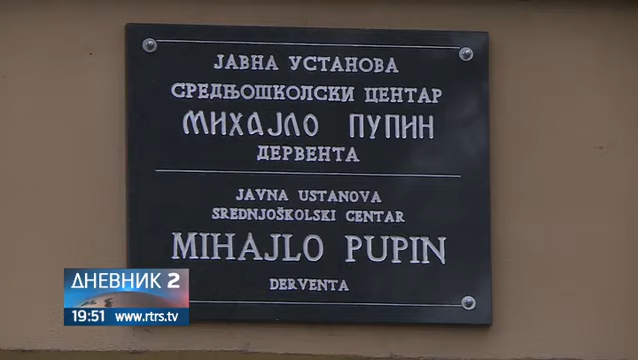 ЈАВНА УСТАНОВА
СРЕДЊОШКОЛСКИ ЦЕНТАР
МИХАЈЛО ПУПИН
ДЕРВЕНТА
JAVNA USTANOVA
SREDNJOŠKOLSKI CENTAR
MIHAJLO PUPIN
DERVENTA
ДНЕВНИК 2
19:51 www.rtrs.tv